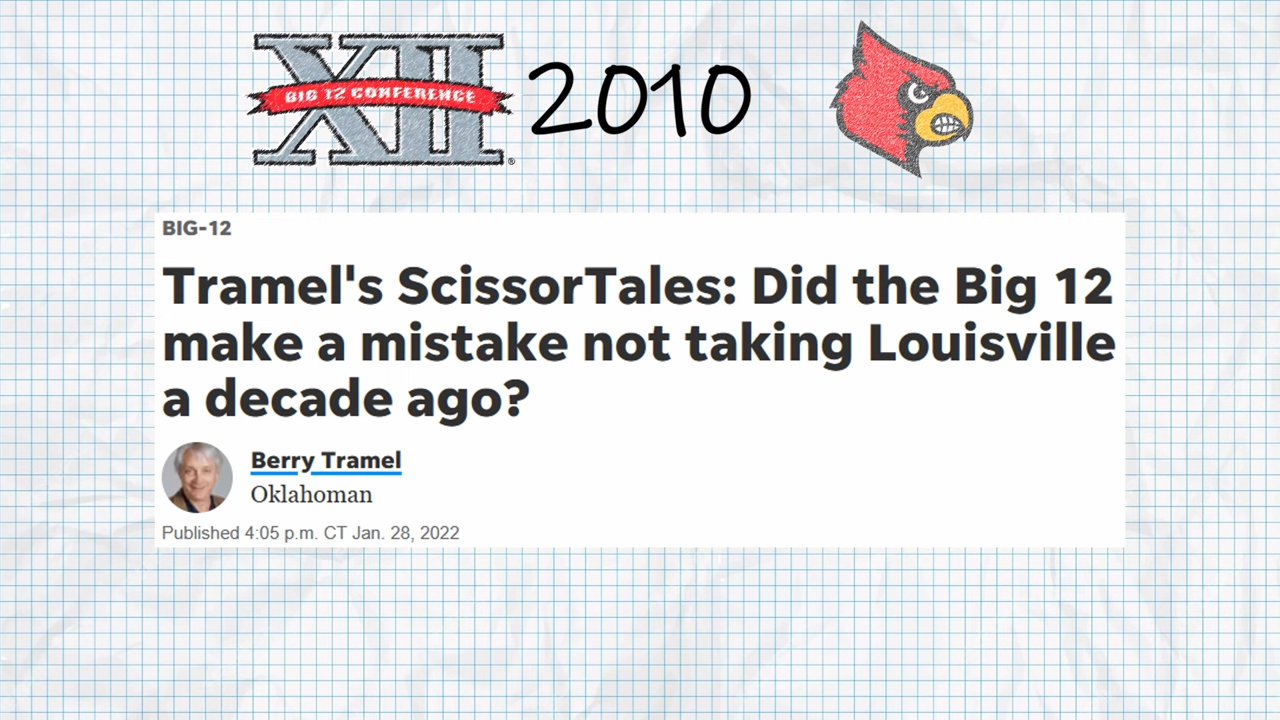 XII
BIG 12 CONFERENCE
®
2010
BIG-12
Tramel's ScissorTales: Did the Big 12
make a mistake not taking Louisville
a decade ago?
Berry Tramel
Oklahoman
Published 4:05 p.m. CT Jan. 28, 2022